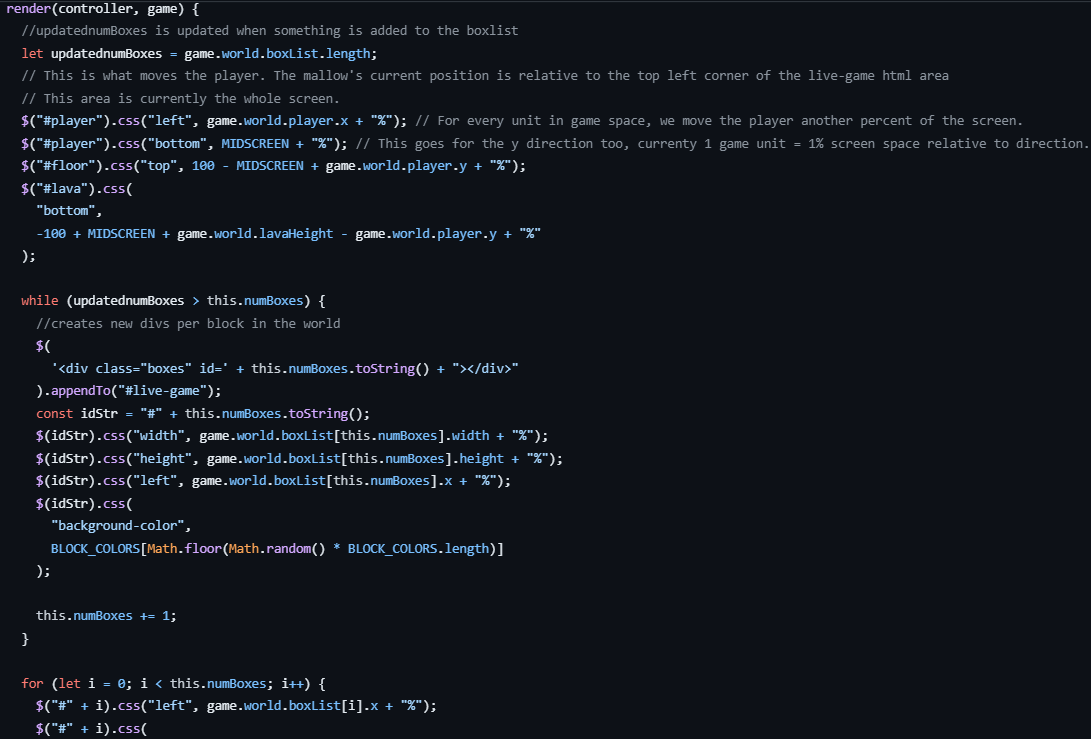 render(controller, game) {
  //updatednumBoxes is updated when something is added to the boxlist
  let updatednumBoxes = game.world.boxList.length;
  // This is what moves the player. The mallow's current position is relative to the top left corner of the live-game html area
  // This area is currently the whole screen.
  $("#player").css("left", game.world.player.x + "%"); // For every unit in game space, we move the player another percent of the screen.
  $("#player").css("bottom", MIDSCREEN + "%"); // This goes for the y direction too, currenty 1 game unit = 1% screen space relative to direction.
  $("#floor").css("top", 100 - MIDSCREEN + game.world.player.y + "%");
  $("#lava").css(
    "bottom",
    -100 + MIDSCREEN + game.world.lavaHeight - game.world.player.y + "%"
  );
  while (updatednumBoxes > this.numBoxes) {
    //creates new divs per block in the world
    $(
      '<div class="boxes" id=' + this.numBoxes.toString() + "></div>"
    ).appendTo("#live-game");
    const idStr = "#" + this.numBoxes.toString();
    $(idStr).css("width", game.world.boxList[this.numBoxes].width + "%");
    $(idStr).css("height", game.world.boxList[this.numBoxes].height + "%");
    $(idStr).css("left", game.world.boxList[this.numBoxes].x + "%");
    $(idStr).css(
      "background-color",
      BLOCK_COLORS[Math.floor(Math.random() * BLOCK_COLORS.length)]
    );
    this.numBoxes += 1;
  }
  for (let i = 0; i < this.numBoxes; i++) {
    $("#" + i).css("left", game.world.boxList[i].x + "%");
    $("#" + i).css(